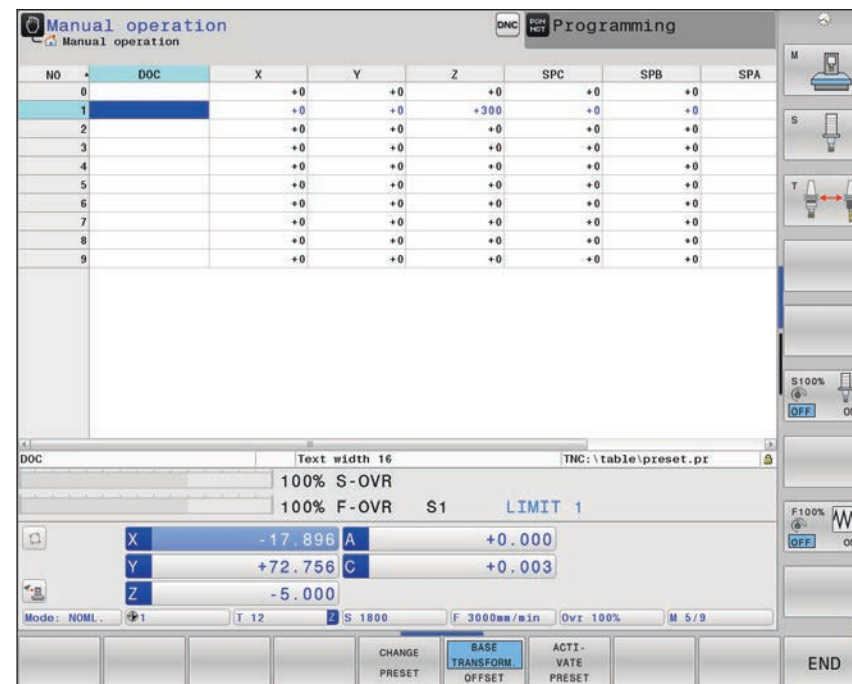 Manual operation
Manual operation
DNC
PGM MGT
Programming
NO DOC X Y Z SPC SPB SPA
0 +0 +0 +0 +0 +0
1 +0 +0 +300 +0 +0
2 +0 +0 +0 +0 +0
3 +0 +0 +0 +0 +0
4 +0 +0 +0 +0 +0
5 +0 +0 +0 +0 +0
6 +0 +0 +0 +0 +0
7 +0 +0 +0 +0 +0
8 +0 +0 +0 +0 +0
9 +0 +0 +0 +0 +0
M
S
T
S100%
OFF
DOC Text width 16 TNC:\table\preset.pr
100% S-OVR
100% F-OVR S1 LIMIT 1
F100%
OFF
X -17.896 A +0.000
Y +72.756 C +0.003
Z -5.000
Mode: NOML. 1 T 12 Z S 1800 F 3000mm/min Ovr 100% M 5/9
CHANGE
PRESET
BASE
TRANSFORM.
OFFSET
ACTI-
VATE
PRESET
END